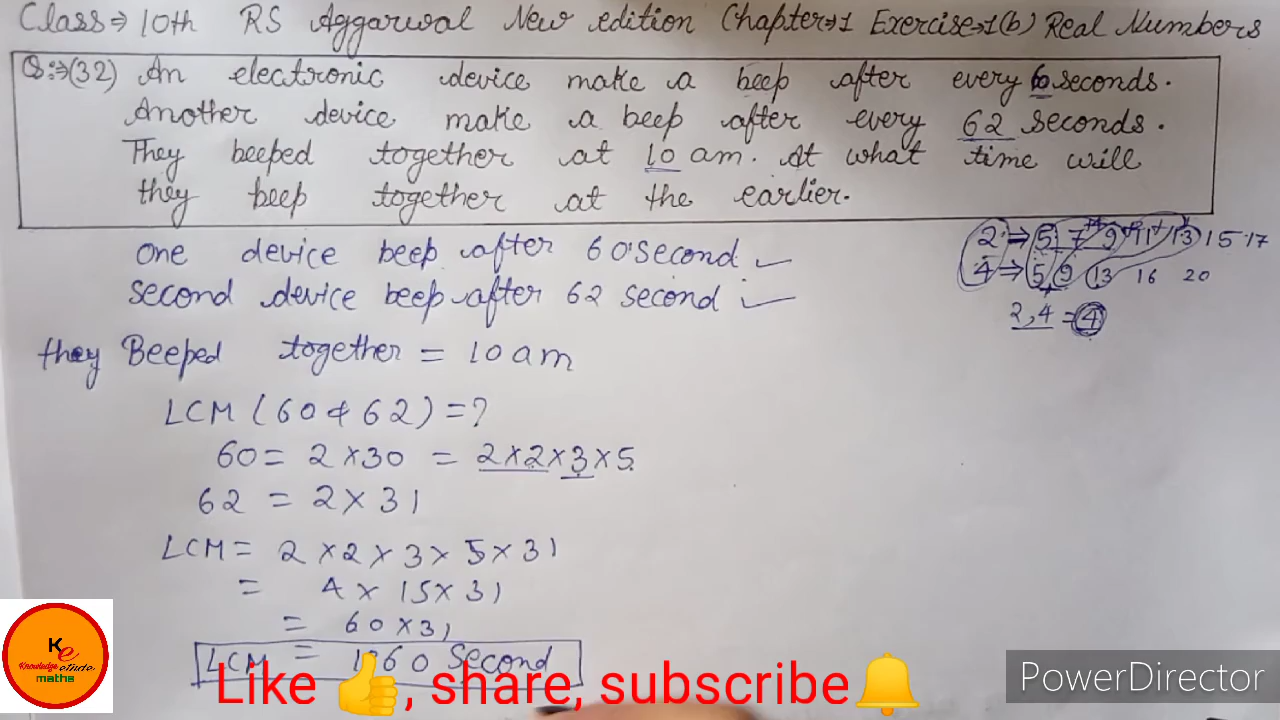 Class⇒ 10th RS Aggarwal New edition Chapter⇒1 Exercise⇒1(b) Real Numbers
Q:⇒(32) An electronic device make a beep after every 60 seconds.
Another device make a beep after every 62 seconds.
They beeped together at 10 am. At what time will
they beep together at the earlier.
One device beep after 60 second
Second device beep after 62 second
2 ⇒ 5 7 9 11 13 15 17
4 ⇒ 5 9 13 16 20
2, 4 = 4
they Beeped together = 10 am
LCM (60 & 62) = ?
60 = 2 × 30 = 2×2×3×5
62 = 2 × 31
LCM = 2 × 2 × 3 × 5 × 31
= 4 × 15 × 31
= 60 × 31
LCM = 1860 Second
Ke
Knowledge etiude
maths
Like 👍, share, subscribe🔔
PowerDirector